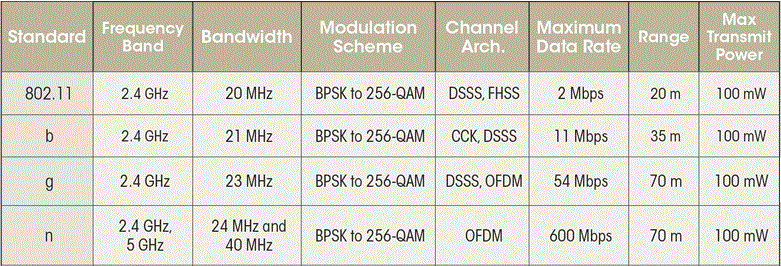 Standard Frequency Band Bandwidth Modulation Scheme Channel Arch. Maximum Data Rate Range Max Transmit Power
802.11 2.4 GHz 20 MHz BPSK to 256-QAM DSSS, FHSS 2 Mbps 20 m 100 mW
b 2.4 GHz 21 MHz BPSK to 256-QAM CCK, DSSS 11 Mbps 35 m 100 mW
g 2.4 GHz 23 MHz BPSK to 256-QAM DSSS, OFDM 54 Mbps 70 m 100 mW
n 2.4 GHz, 5 GHz 24 MHz and 40 MHz BPSK to 256-QAM OFDM 600 Mbps 70 m 100 mW